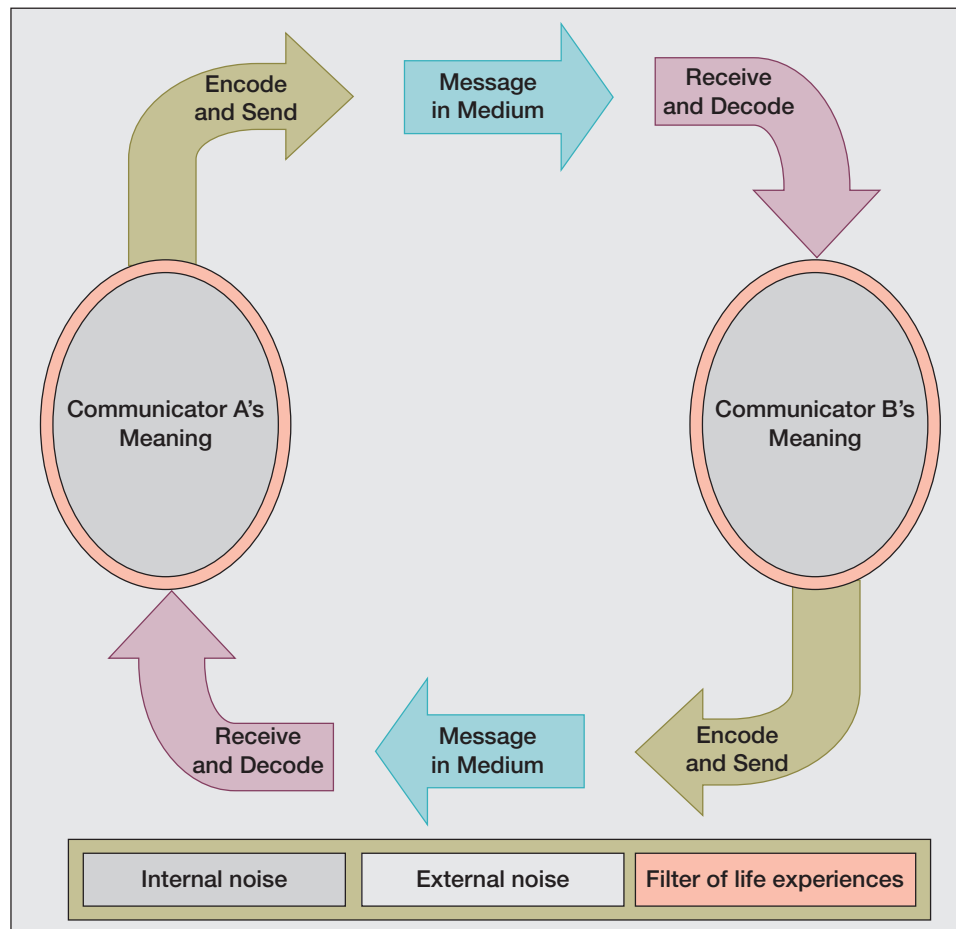 Encode
and Send
Message
in Medium
Receive
and Decode
Communicator A's
Meaning
Communicator B's
Meaning
Receive
and Decode
Message
in Medium
Encode
and Send
Internal noise
External noise
Filter of life experiences